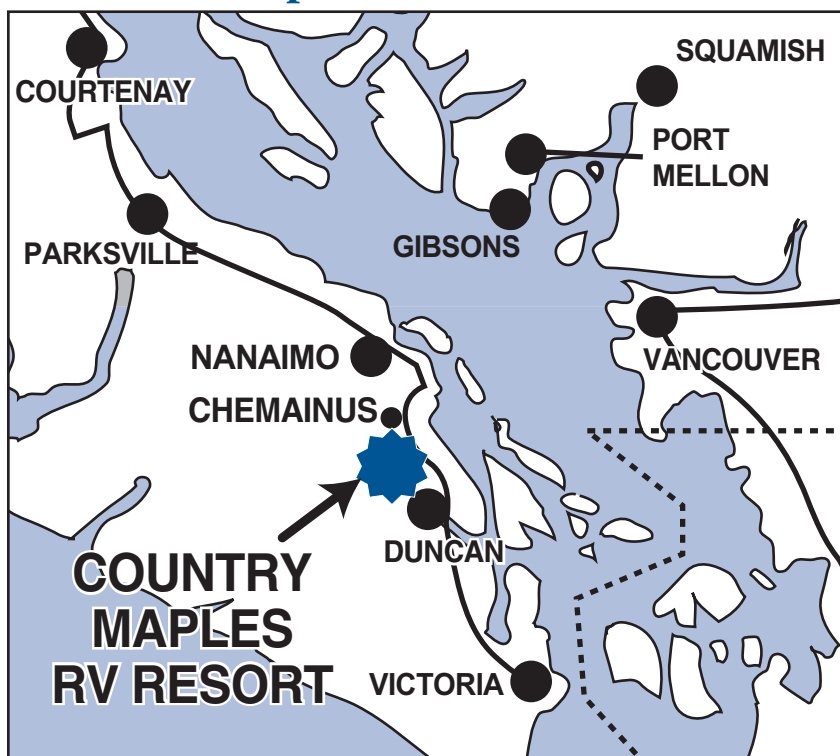 SQUAMISH
COURTENAY
PORT
MELLON
GIBSONS
PARKSVILLE
NANAIMO
VANCOUVER
CHEMAINUS
DUNCAN
COUNTRY
MAPLES
RV RESORT
VICTORIA